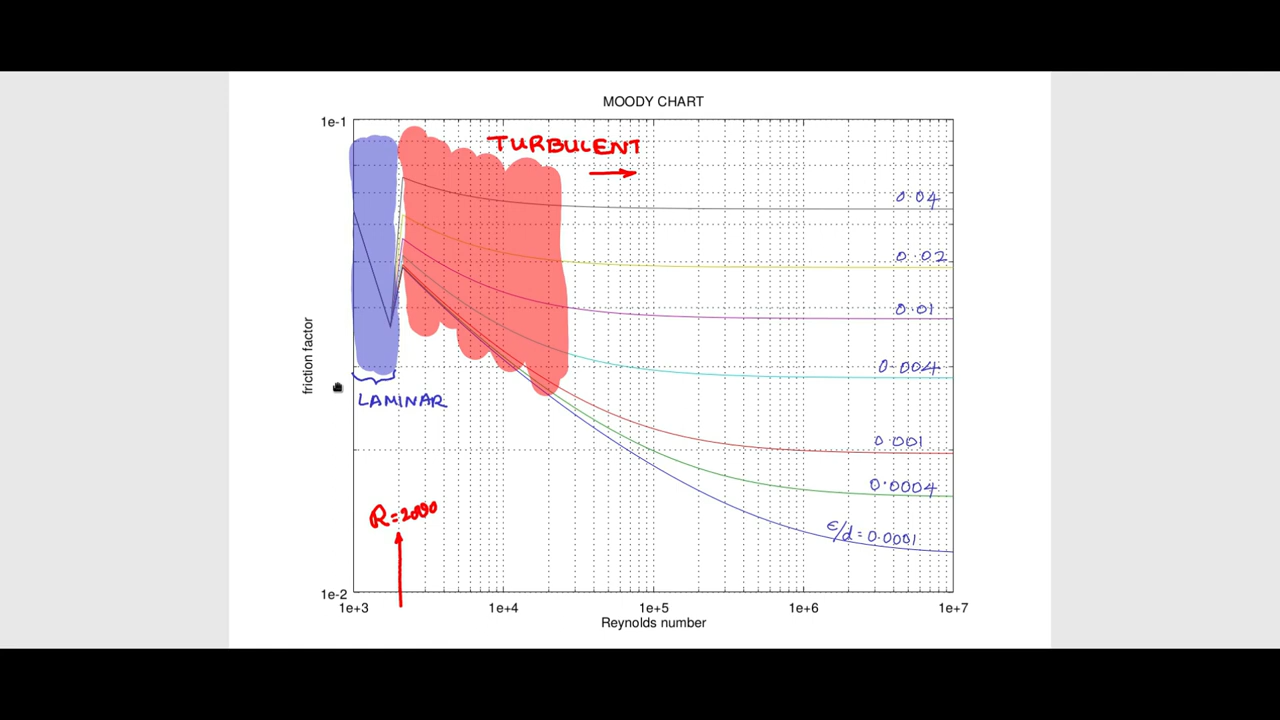 MOODY CHART
1e-1
TURBULENT
0.04
0.02
0.01
0.004
0.001
0.0004
ϵ/d=0.0001
friction factor
LAMINAR
R=2000
1e-2
1e+3 1e+4 1e+5 1e+6 1e+7
Reynolds number